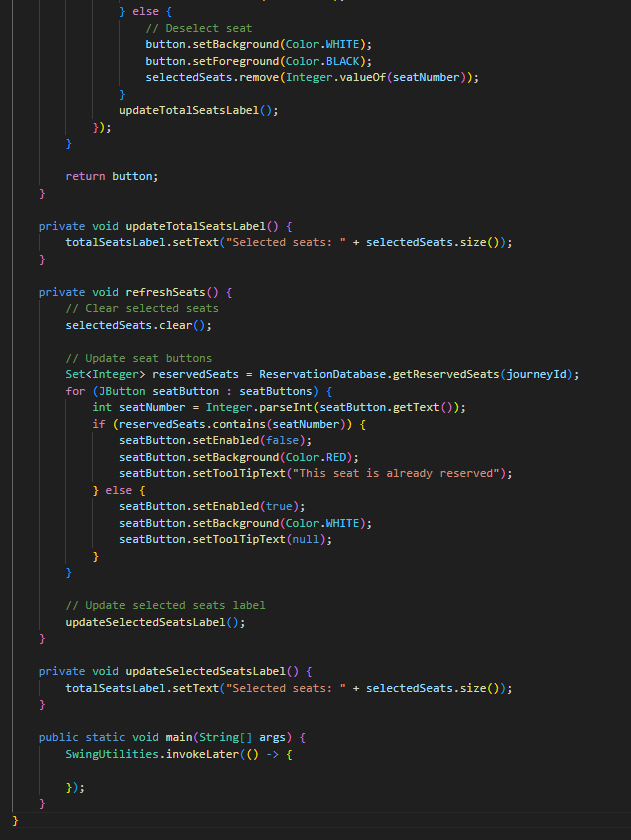 } else {
// Deselect seat
button.setBackground(Color.WHITE);
button.setForeground(Color.BLACK);
selectedSeats.remove(Integer.valueOf(seatNumber));
}
updateTotalSeatsLabel();
});
}
return button;
}
private void updateTotalSeatsLabel() {
totalSeatsLabel.setText("Selected seats: " + selectedSeats.size());
}
private void refreshSeats() {
// Clear selected seats
selectedSeats.clear();
// Update seat buttons
Set<Integer> reservedSeats = ReservationDatabase.getReservedSeats(journeyId);
for (JButton seatButton : seatButtons) {
int seatNumber = Integer.parseInt(seatButton.getText());
if (reservedSeats.contains(seatNumber)) {
seatButton.setEnabled(false);
seatButton.setBackground(Color.RED);
seatButton.setToolTipText("This seat is already reserved");
} else {
seatButton.setEnabled(true);
seatButton.setBackground(Color.WHITE);
seatButton.setToolTipText(null);
}
}
// Update selected seats label
updateSelectedSeatsLabel();
}
private void updateSelectedSeatsLabel() {
totalSeatsLabel.setText("Selected seats: " + selectedSeats.size());
}
public static void main(String[] args) {
SwingUtilities.invokeLater(() -> {
});
}
}